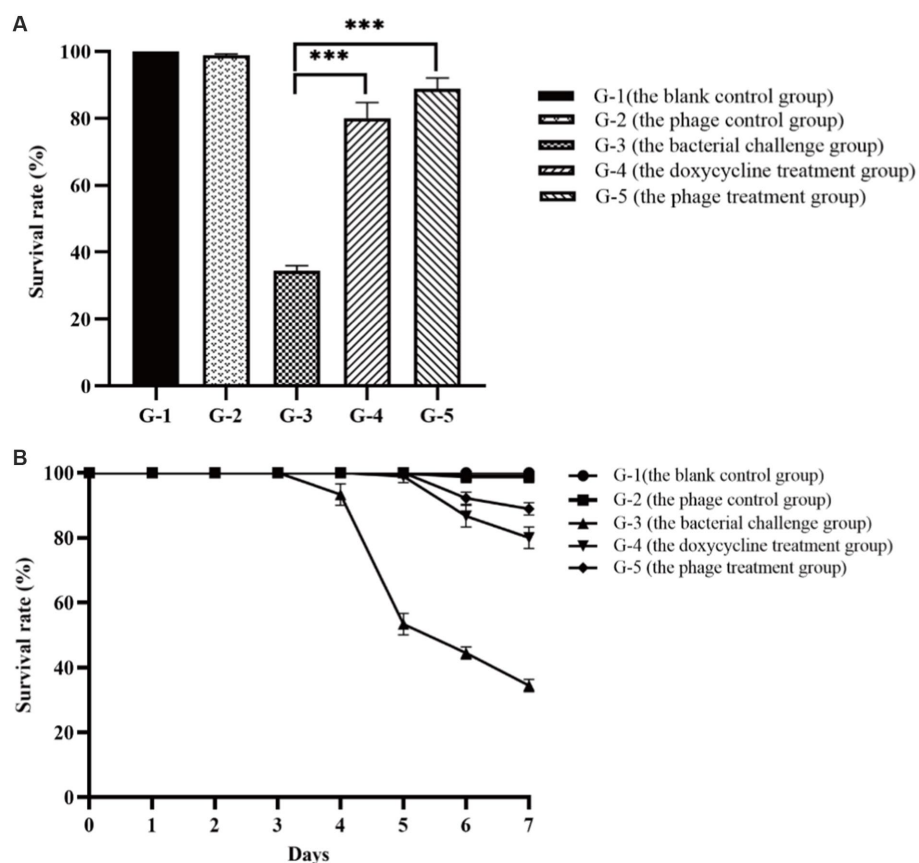 A
***
***
100
80
60
40
20
0
Survival rate (%)
G-1 G-2 G-3 G-4 G-5
G-1(the blank control group)
G-2 (the phage control group)
G-3 (the bacterial challenge group)
G-4 (the doxycycline treatment group)
G-5 (the phage treatment group)
B
100
80
60
40
20
0
Survival rate (%)
0 1 2 3 4 5 6 7
Days
G-1(the blank control group)
G-2 (the phage control group)
G-3 (the bacterial challenge group)
G-4 (the doxycycline treatment group)
G-5 (the phage treatment group)